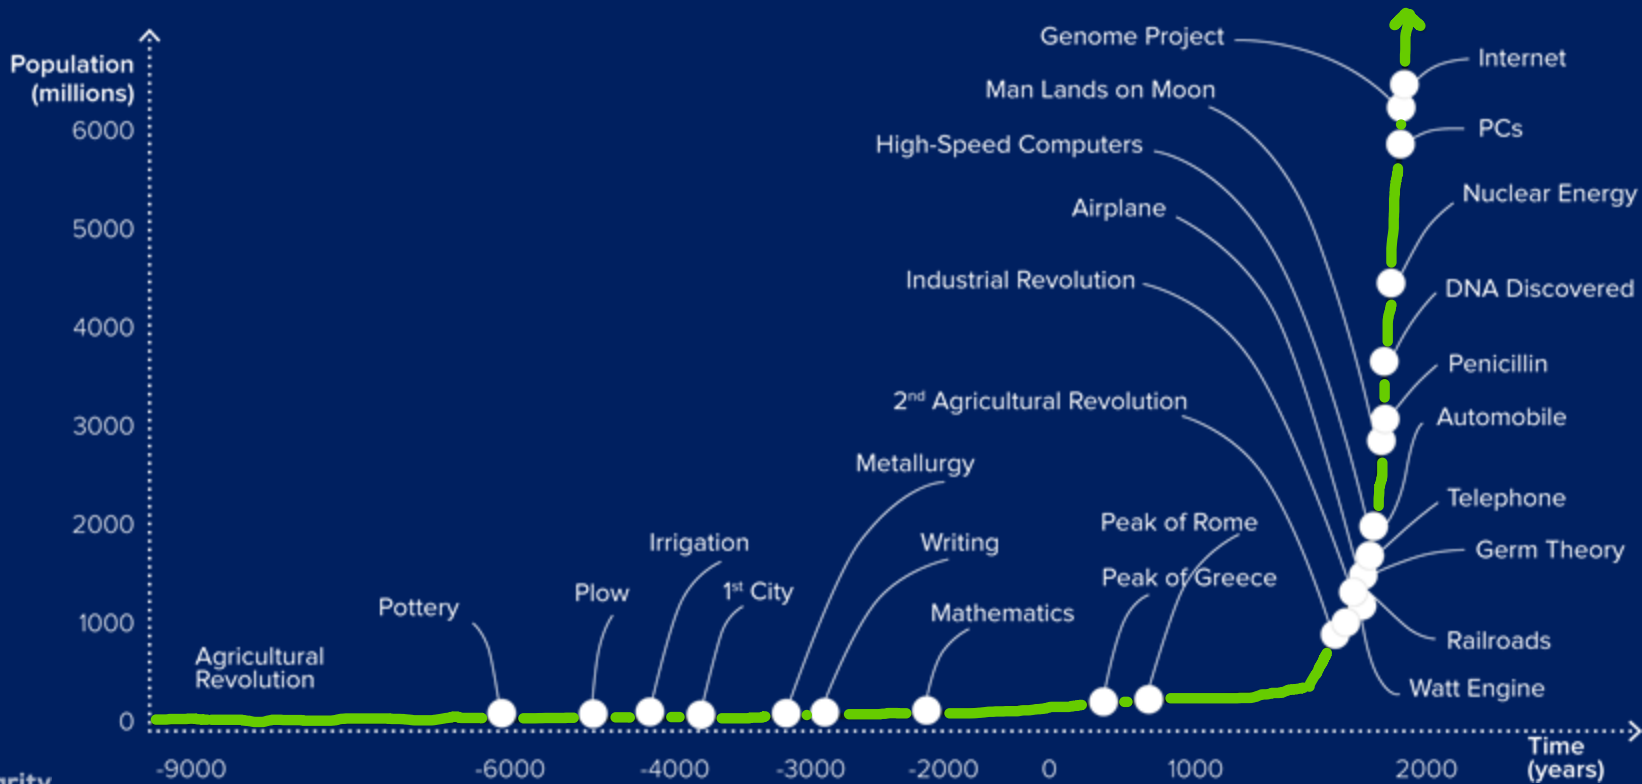 Population
(millions)
6000
5000
4000
3000
2000
1000
0
Agricultural
Revolution
Pottery
Plow
Irrigation
1st City
Metallurgy
Writing
Mathematics
Peak of Rome
Peak of Greece
2nd Agricultural Revolution
Industrial Revolution
Airplane
High-Speed Computers
Man Lands on Moon
Genome Project
Internet
PCs
Nuclear Energy
DNA Discovered
Penicillin
Automobile
Telephone
Germ Theory
Railroads
Watt Engine
-9000
-6000
-4000
-3000
-2000
0
1000
2000
Time
(years)